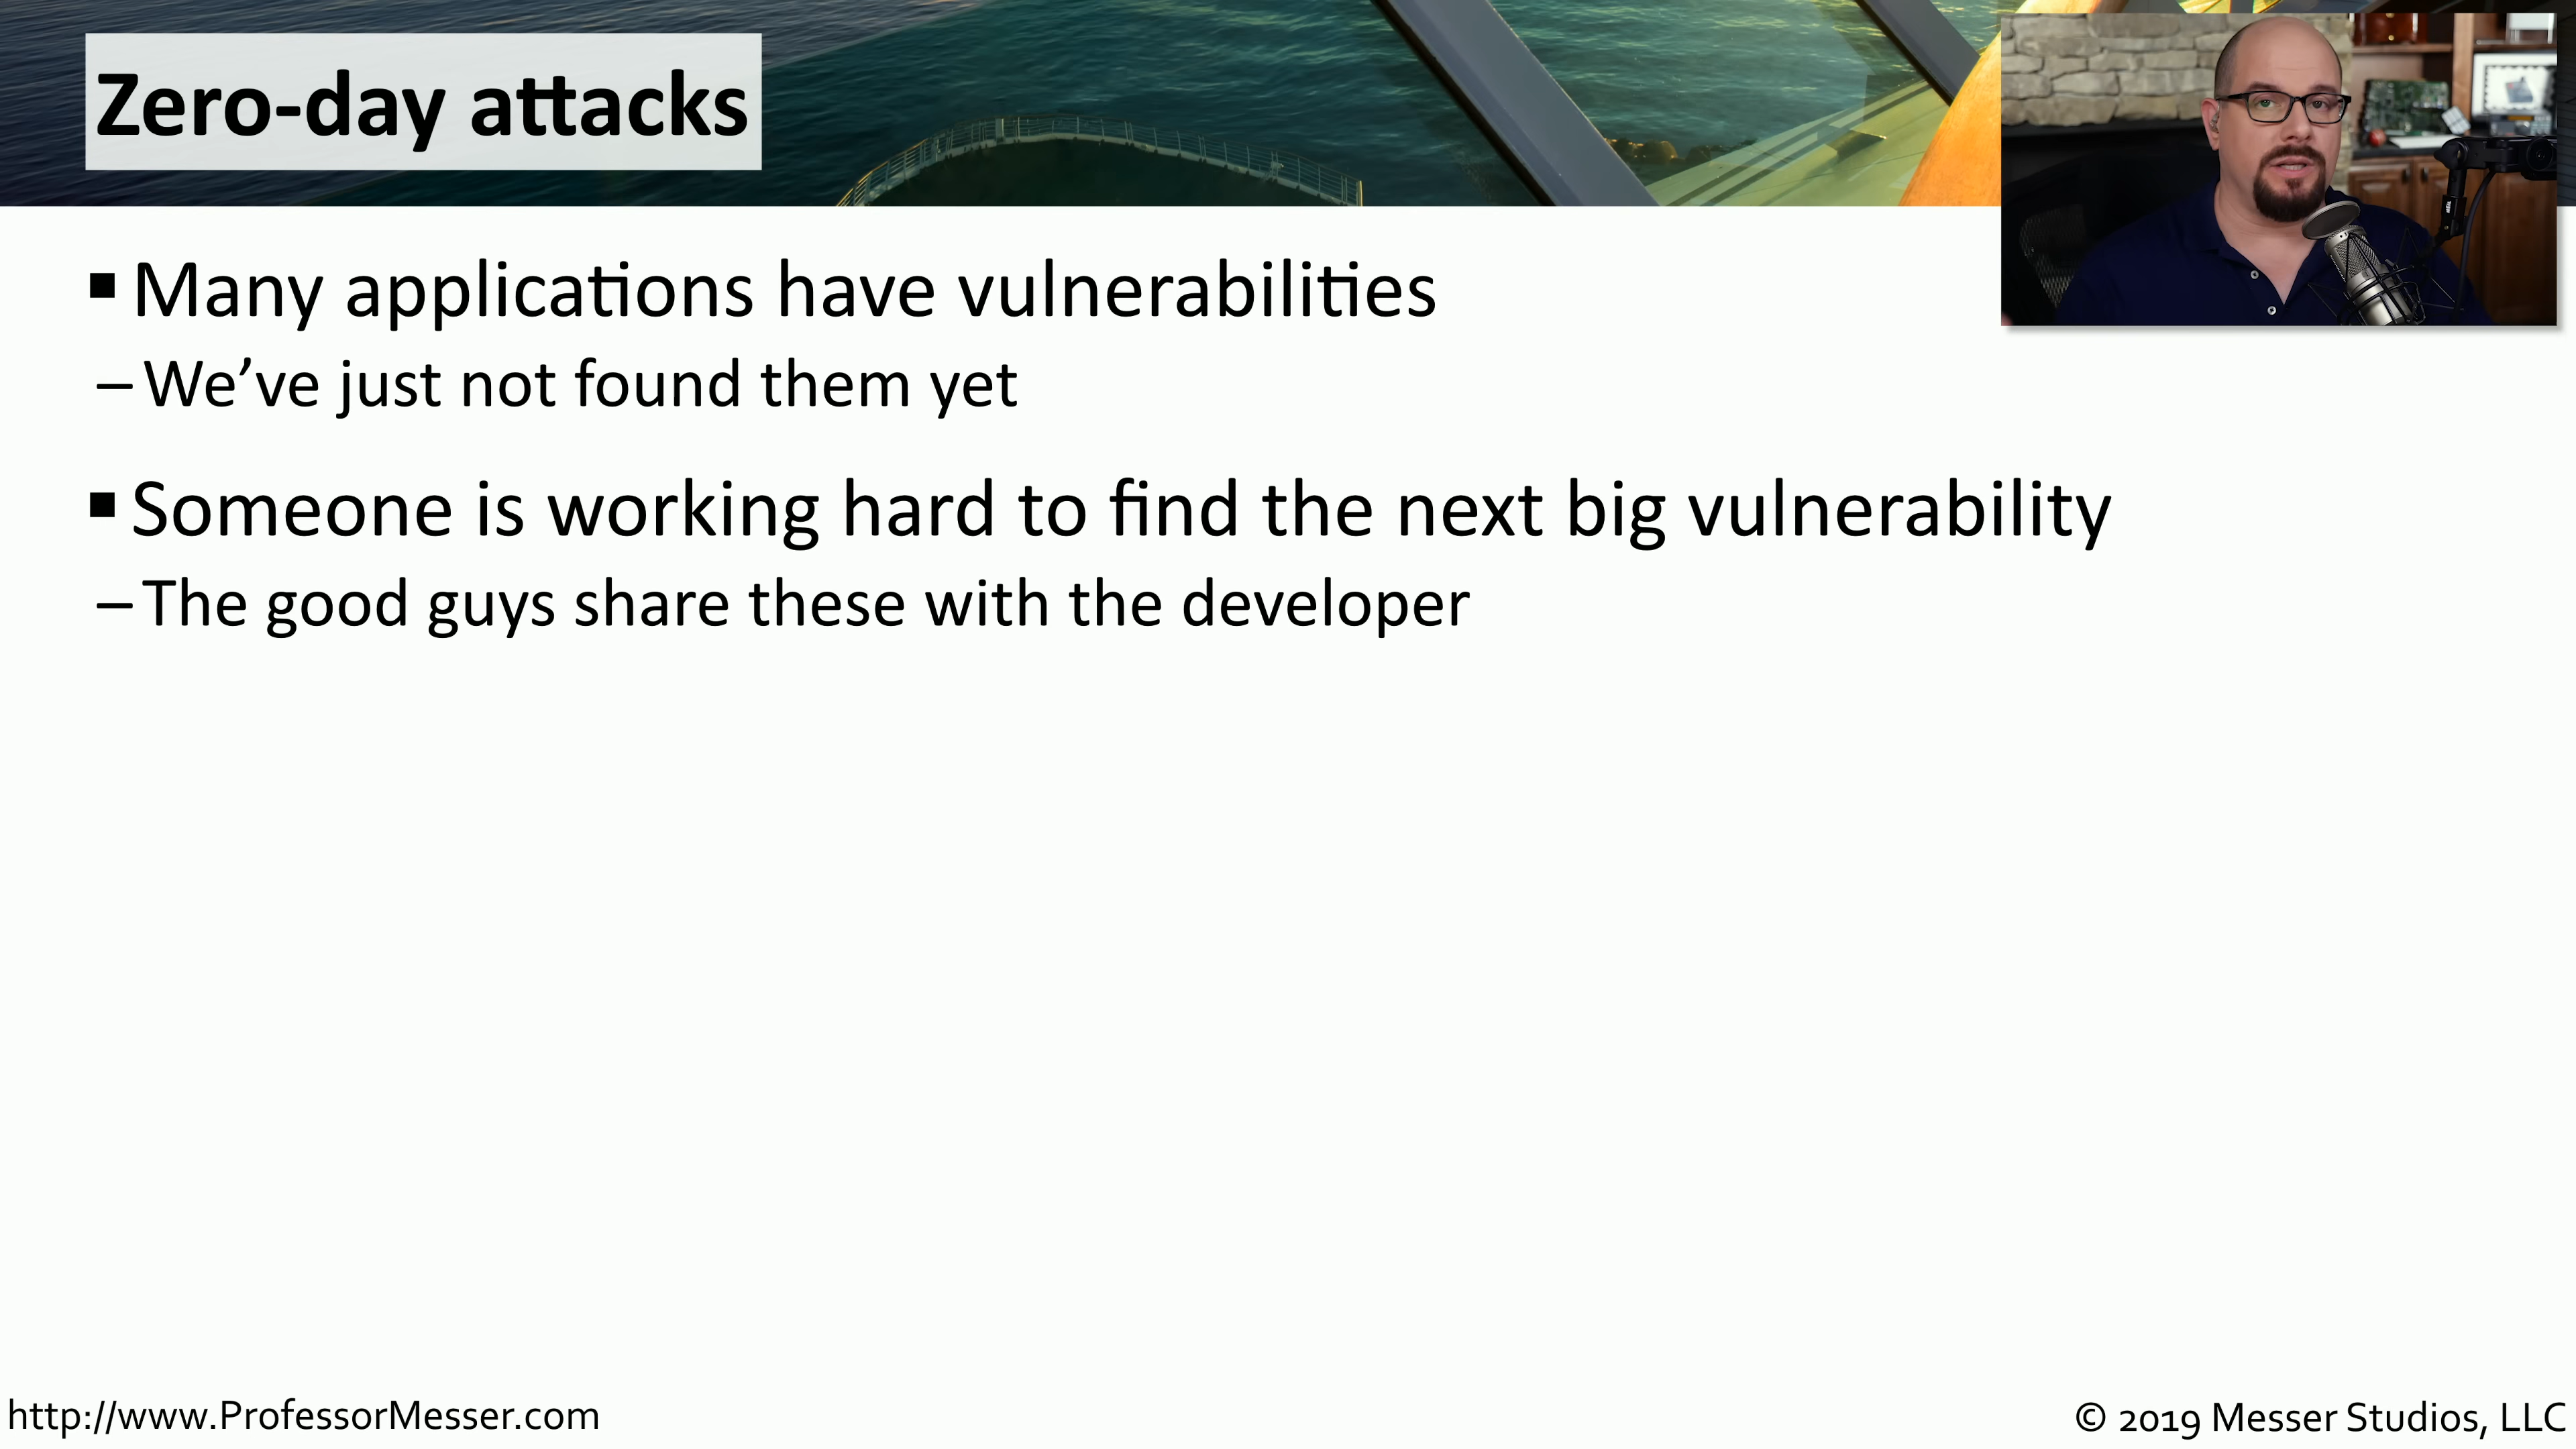 Zero-day attacks
▪ Many applications have vulnerabilities
– We’ve just not found them yet
▪ Someone is working hard to find the next big vulnerability
– The good guys share these with the developer
http://www.ProfessorMesser.com
© 2019 Messer Studios, LLC